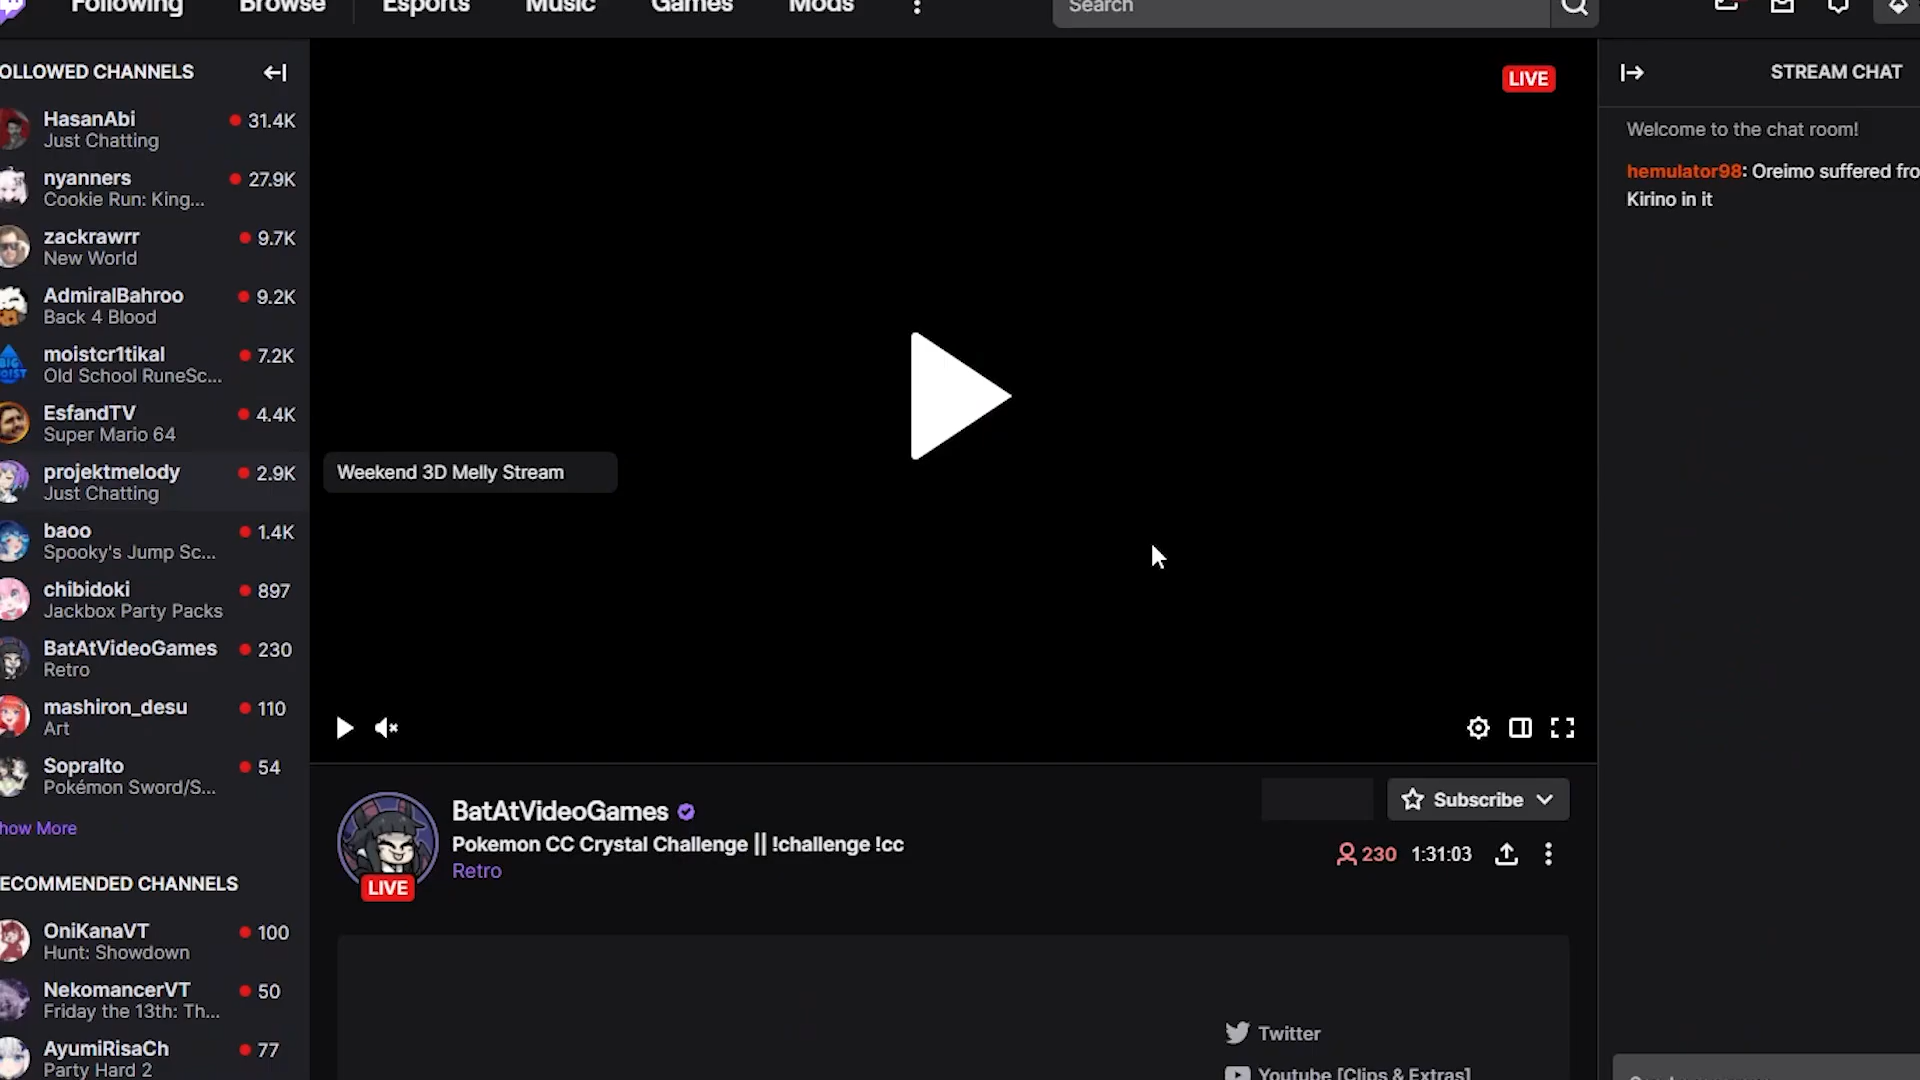 Following
Browse
Esports
Music
Games
Mods
Search
OLLOWED CHANNELS
HasanAbi
31.4K
Just Chatting
nyanners
27.9K
Cookie Run: King...
zackrawrr
9.7K
New World
AdmiralBahroo
9.2K
Back 4 Blood
moistcr1tikal
7.2K
Old School RuneSc...
EsfandTV
4.4K
Super Mario 64
projektmelody
2.9K
Just Chatting
baoo
1.4K
Spooky's Jump Sc...
chibidoki
897
Jackbox Party Packs
BatAtVideoGames
230
Retro
mashiron_desu
110
Art
Sopralto
54
Pokémon Sword/S...
how More
ECOMMENDED CHANNELS
OniKanaVT
100
Hunt: Showdown
NekomancerVT
50
Friday the 13th: Th...
AyumiRisaCh
77
Party Hard 2
LIVE
Weekend 3D Melly Stream
BatAtVideoGames
Pokemon CC Crystal Challenge || !challenge !cc
Retro
LIVE
Subscribe
230 1:31:03
Twitter
Youtube [Clips & Extras]
STREAM CHAT
Welcome to the chat room!
hemulator98: Oreimo suffered fro
Kirino in it